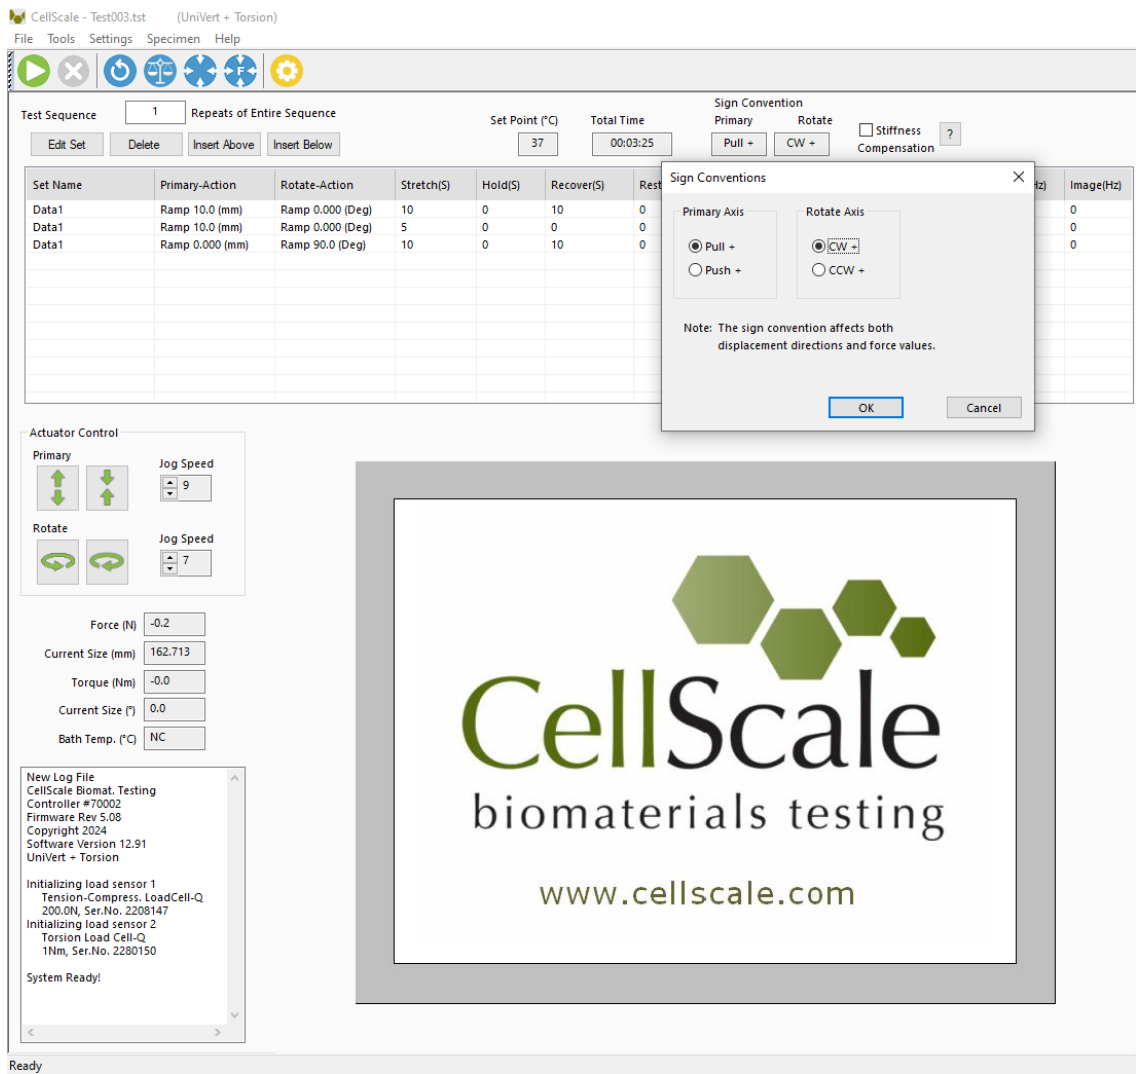 CellScale - Test003.tst (UniVert + Torsion)
File Tools Settings Specimen Help
F
Test Sequence 1 Repeats of Entire Sequence
Edit Set Delete Insert Above Insert Below
Set Point (°C) 37
Total Time 00:03:25
Sign Convention
Primary Rotate
Pull + CW +
Stiffness
Compensation ?
Set Name Primary-Action Rotate-Action Stretch(S) Hold(S) Recover(S) Rest Hz) Image(Hz)
Data1 Ramp 10.0 (mm) Ramp 0.000 (Deg) 10 0 10 0 0
Data1 Ramp 10.0 (mm) Ramp 0.000 (Deg) 5 0 0 0 0
Data1 Ramp 0.000 (mm) Ramp 90.0 (Deg) 10 0 10 0 0
Sign Conventions
Primary Axis Rotate Axis
Pull + CW +
Push + CCW +
Note: The sign convention affects both
displacement directions and force values.
OK Cancel
Actuator Control
Primary
Jog Speed
9
Rotate
Jog Speed
7
Force (N) -0.2
Current Size (mm) 162.713
Torque (Nm) -0.0
Current Size (°) 0.0
Bath Temp. (°C) NC
New Log File
CellScale Biomat. Testing
Controller #70002
Firmware Rev 5.08
Copyright 2024
Software Version 12.91
UniVert + Torsion
Initializing load sensor 1
Tension-Compress. LoadCell-Q
200.0N, Ser.No. 2208147
Initializing load sensor 2
Torsion Load Cell-Q
1Nm, Ser.No. 2280150
System Ready!
CellScale
biomaterials testing
www.cellscale.com
Ready